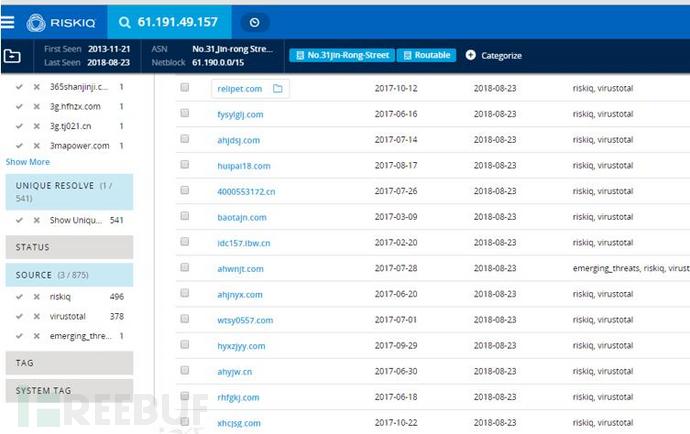 RISKIQ
61.191.49.157
First Seen 2013-11-21
Last Seen 2018-08-23
ASN No.31,Jin-rong Stre...
Netblock 61.190.0.0/15
No.31Jin-Rong-Street
Routable
Categorize
365shanjinji.c... 1
3g.hfhzx.com 1
3g.tj021.cn 1
3mapower.com 1
Show More
UNIQUE RESOLVE (1 / 541)
Show Uniqu... 541
STATUS
SOURCE (3 / 875)
riskiq 496
virustotal 378
emerging_thre... 1
TAG
SYSTEM TAG
relipet.com 2017-10-12 2018-08-23 riskiq, virustotal
fysylglj.com 2017-06-16 2018-08-23 riskiq, virustotal
ahjdsj.com 2017-07-14 2018-08-23 riskiq, virustotal
huipai18.com 2017-08-17 2018-08-23 riskiq, virustotal
4000553172.cn 2017-07-26 2018-08-23 riskiq, virustotal
baotajn.com 2017-03-09 2018-08-23 riskiq, virustotal
idc157.ibw.cn 2017-02-20 2018-08-23 riskiq, virustotal
ahwnjt.com 2017-07-28 2018-08-23 emerging_threats, riskiq, virust
ahjnyx.com 2017-06-20 2018-08-23 riskiq, virustotal
wtsy0557.com 2017-07-01 2018-08-23 riskiq, virustotal
hyxzjyy.com 2017-09-29 2018-08-23 riskiq, virustotal
ahyjw.cn 2017-06-30 2018-08-23 riskiq, virustotal
rhfgkj.com 2017-06-18 2018-08-23 riskiq, virustotal
xhcjsg.com 2017-10-22 2018-08-23 riskiq, virustotal
FREEBUF